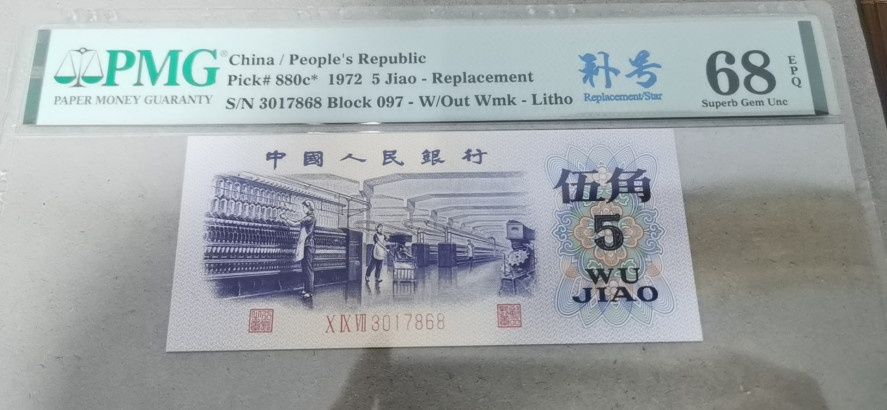 PMG
PAPER MONEY GUARANTY
China / People's Republic
Pick# 880c* 1972 5 Jiao - Replacement
S/N 3017868 Block 097 - W/Out Wmk - Litho
补号
Replacement/Star
68
EPQ
Superb Gem Unc
中國人民銀行
伍角
5
WU
JIAO
X IX VII 3017868